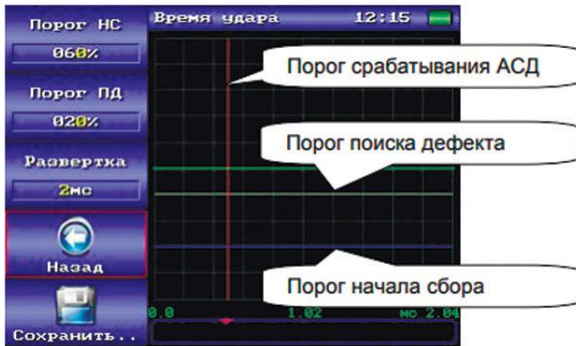 Порог НС
060%
Порог ПД
020%
Развертка
2мс
Назад
Сохранить..
Время удара 12:15
Порог срабатывания АСД
Порог поиска дефекта
Порог начала сбора
0.0 1.02 мс 2.04